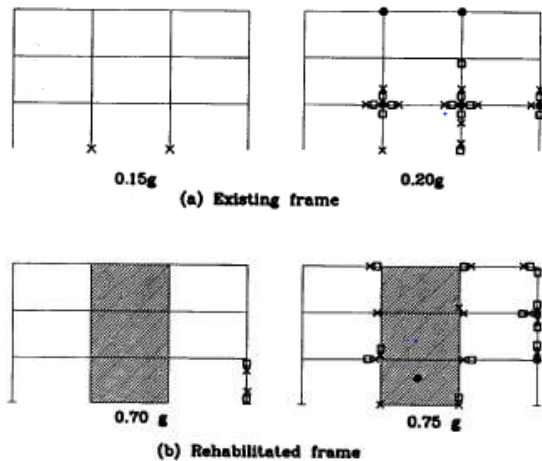 0.15g
0.20g
(a) Existing frame
0.70 g
0.75 g
(b) Rehabilitated frame